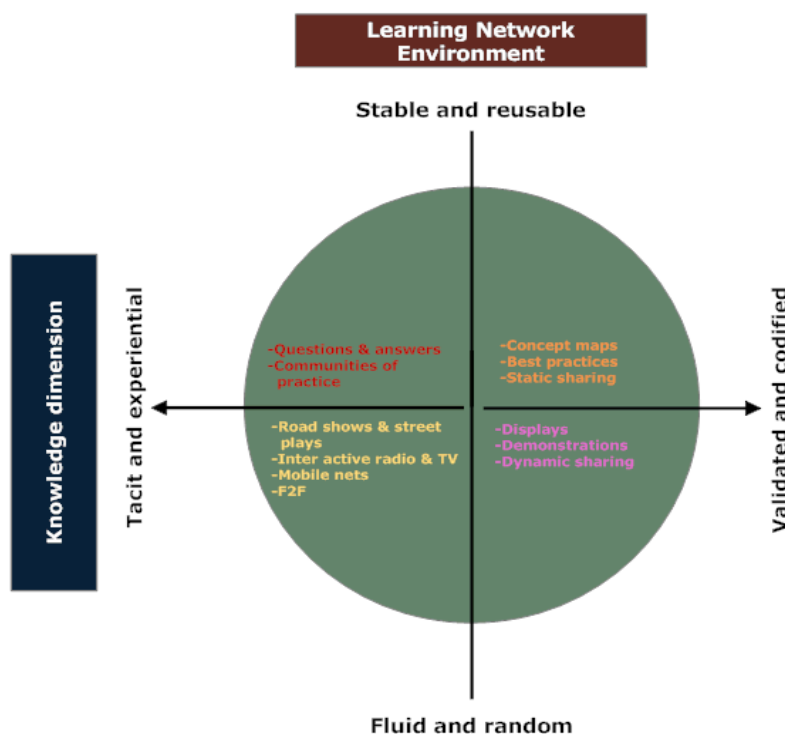 Learning Network
Environment
Stable and reusable
Knowledge dimension
Tacit and experiential
-Questions & answers
-Communities of
practice
-Concept maps
-Best practices
-Static sharing
-Road shows & street
plays
-Inter active radio & TV
-Mobile nets
-F2F
-Displays
-Demonstrations
-Dynamic sharing
Validated and codified
Fluid and random